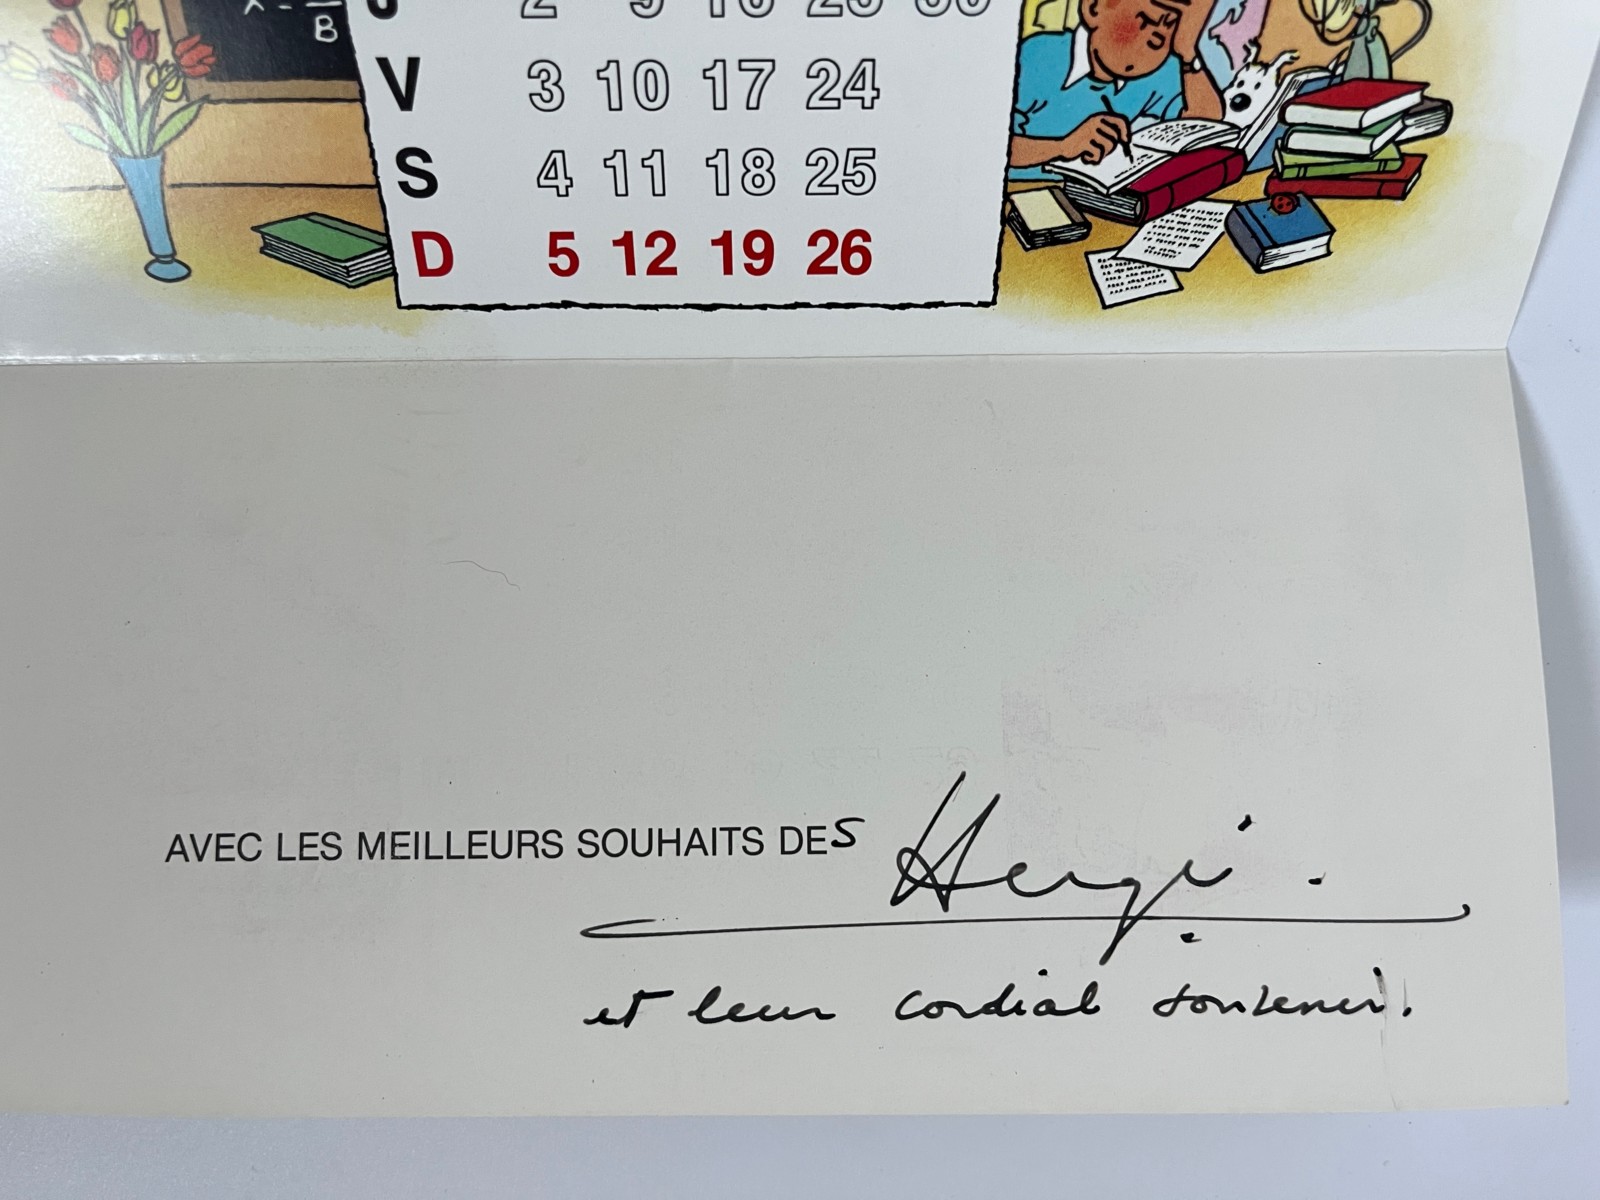 B
J 2 9 16 23 30
V 3 10 17 24
S 4 11 18 25
D 5 12 19 26
AVEC LES MEILLEURS SOUHAITS DES Hergé.
et leur cordial souvenir.